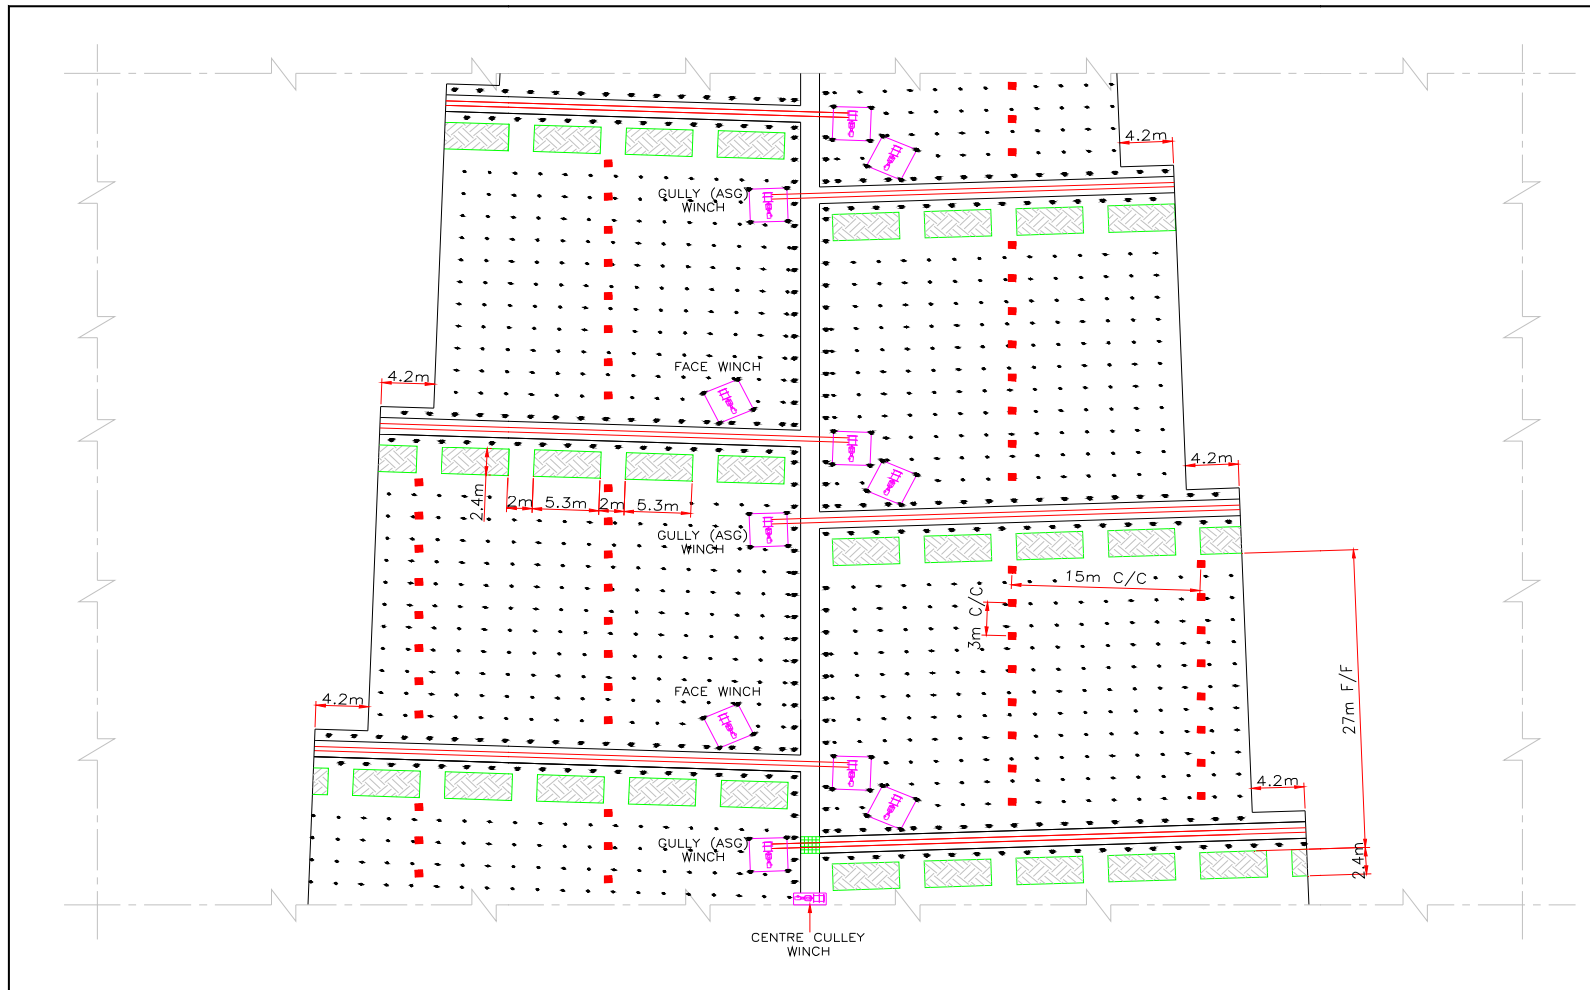 4.2m
GULLY (ASG)
WINCH
FACE WINCH
4.2m
4.2m
2.4m
2m
5.3m
2m
5.3m
GULLY (ASG)
WINCH
15m C/C
3m C/C
27m F/F
FACE WINCH
4.2m
4.2m
GULLY (ASG)
WINCH
2.4m
CENTRE CULLEY
WINCH